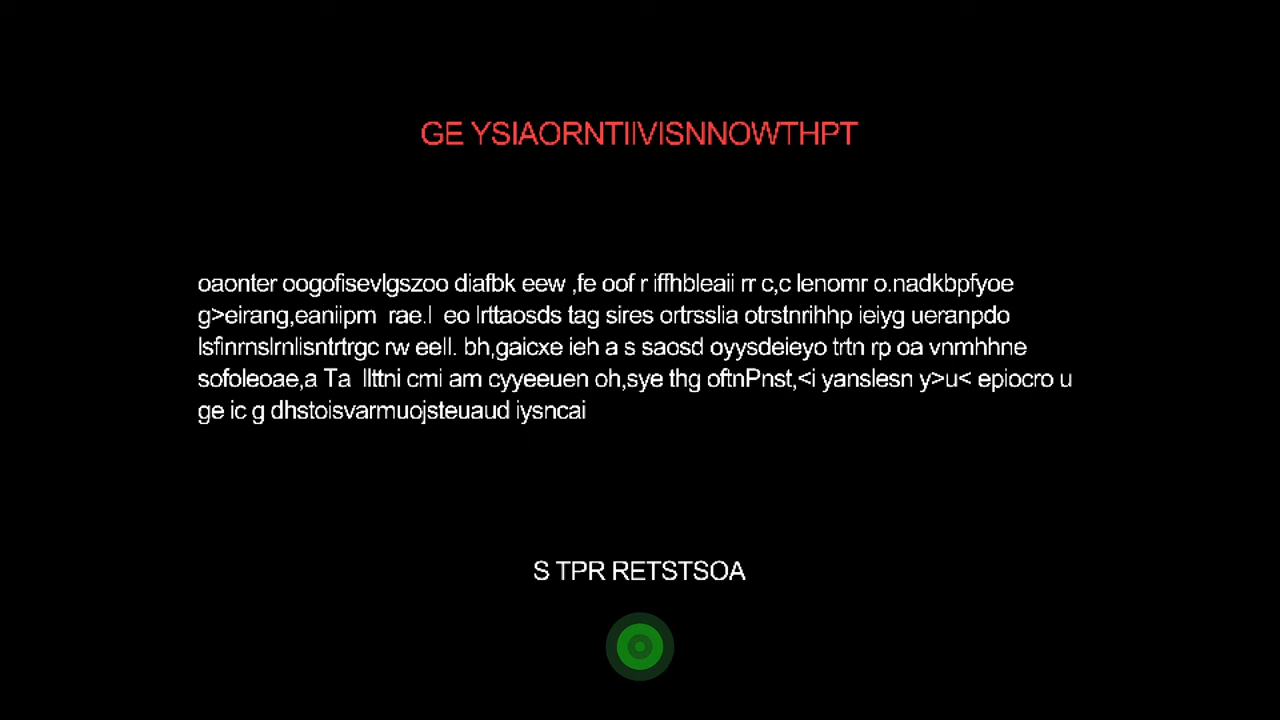 GE YSIAORNTIIVISNNOWTHPT
oaonter oogofisevlgszoo diafbk eew ,fe oof r iffhbleaii rr c,c lenomr o.nadkbpfyoe
g>eirang,eaniipm  rae.l  eo lrttaosds tag sires ortrsslia otrstnrihhp ieiyg ueranpdo
lsfinrnslrnlisntrtrgc rw eell. bh,gaicxe ieh a s saosd oyysdeieyo trtn rp oa vnmhhne
sofoleoae,a Ta  llttni cmi am cyyeeuen oh,sye thg oftnPnst,<i yanslesn y>u< epiocro u
ge ic g dhstoisvarmuojsteuaud iysncai
S TPR RETSTSOA